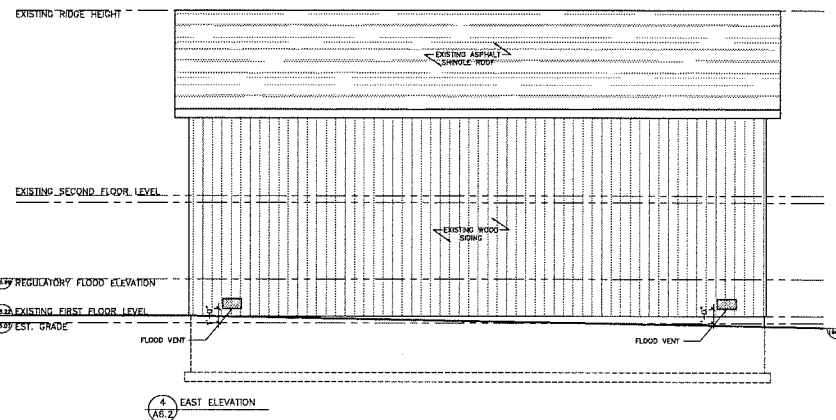 EXISTING RIDGE HEIGHT
EXISTING ASPHALT
SHINGLE ROOF
EXISTING SECOND FLOOR LEVEL
EXISTING WOOD
SIDING
REGULATORY FLOOD ELEVATION
EXISTING FIRST FLOOR LEVEL
EST. GRADE
FLOOD VENT
FLOOD VENT
4
A6.2
EAST ELEVATION